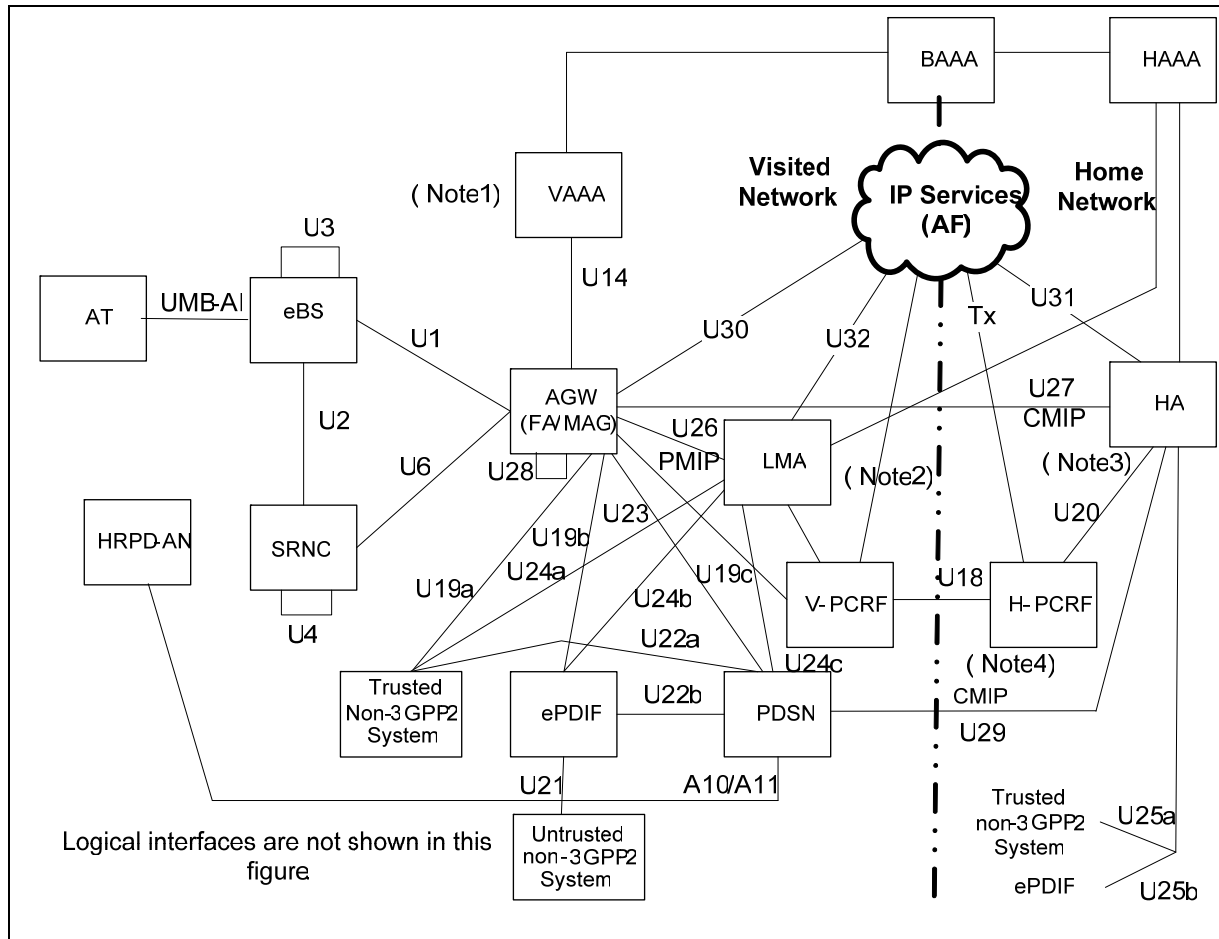 BAAA
HAAA
(Note1)
VAAA
Visited
Network
IP Services
(AF)
Home
Network
U3
U14
AT
UMB-AI
eBS
U1
U30
U32
Tx
U31
U2
AGW
(FA/MAG)
U27
CMIP
HA
U6
U26
PMIP
LMA
U28
(Note2)
(Note3)
HRPD-AN
SRNC
U23
U20
U19b
U24a
U19c
U18
U19a
U24b
V-PCRF
H-PCRF
U4
U22a
U24c
(Note4)
Trusted
Non-3GPP2
System
ePDIF
U22b
PDSN
CMIP
U29
U21
A10/A11
Logical interfaces are not shown in this
figure
Untrusted
non-3GPP2
System
Trusted
non-3GPP2
System
U25a
ePDIF
U25b